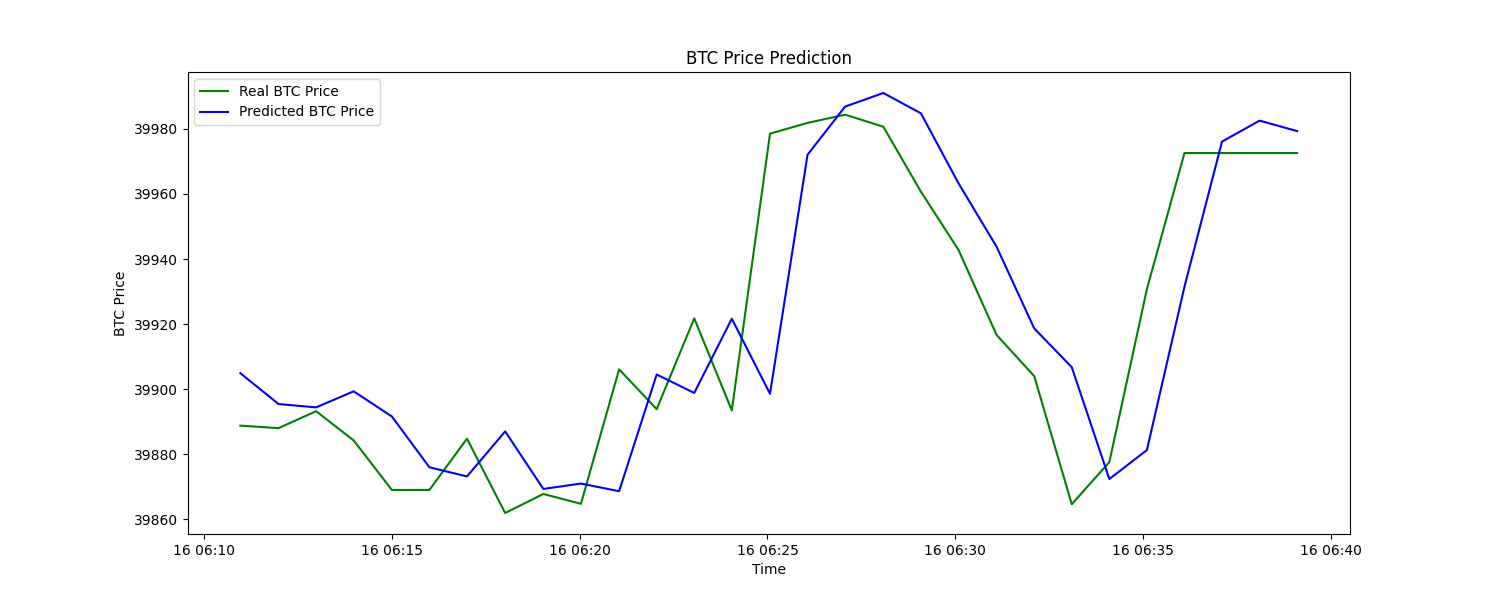 BTC Price Prediction
Real BTC Price
Predicted BTC Price
39980
39960
39940
39920
39900
39880
39860
BTC Price
16 06:10 16 06:15 16 06:20 16 06:25 16 06:30 16 06:35 16 06:40
Time